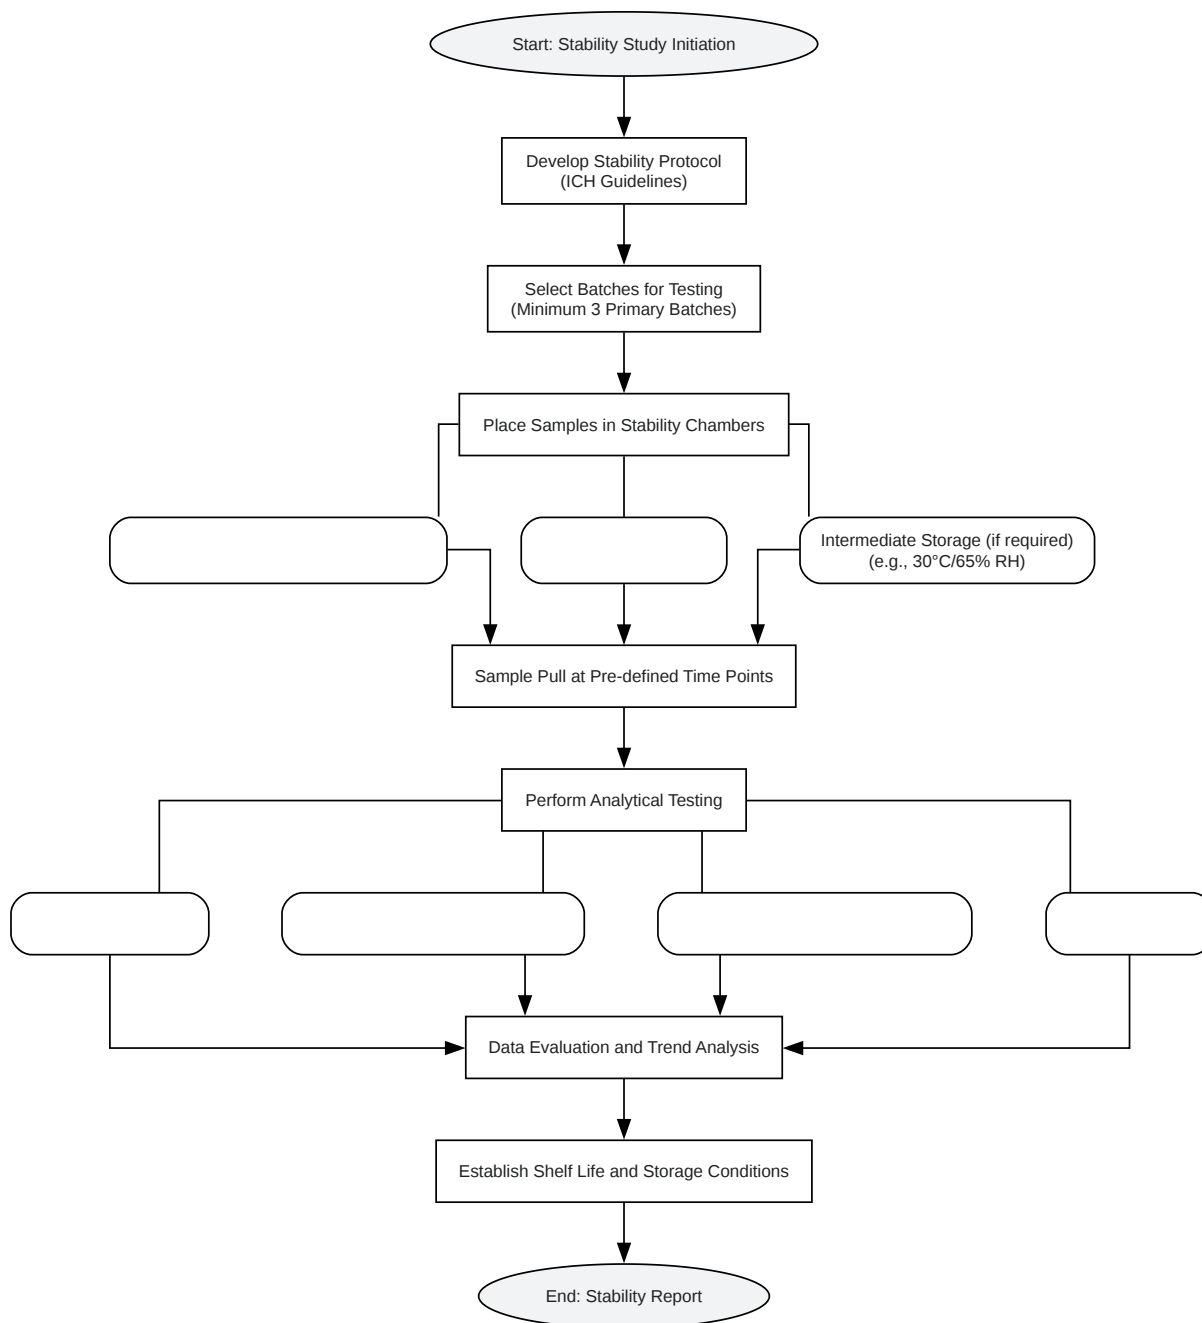 Start: Stability Study Initiation
Develop Stability Protocol
(ICH Guidelines)
Select Batches for Testing
(Minimum 3 Primary Batches)
Place Samples in Stability Chambers
Intermediate Storage (if required)
(e.g., 30°C/65% RH)
Sample Pull at Pre-defined Time Points
Perform Analytical Testing
Data Evaluation and Trend Analysis
Establish Shelf Life and Storage Conditions
End: Stability Report